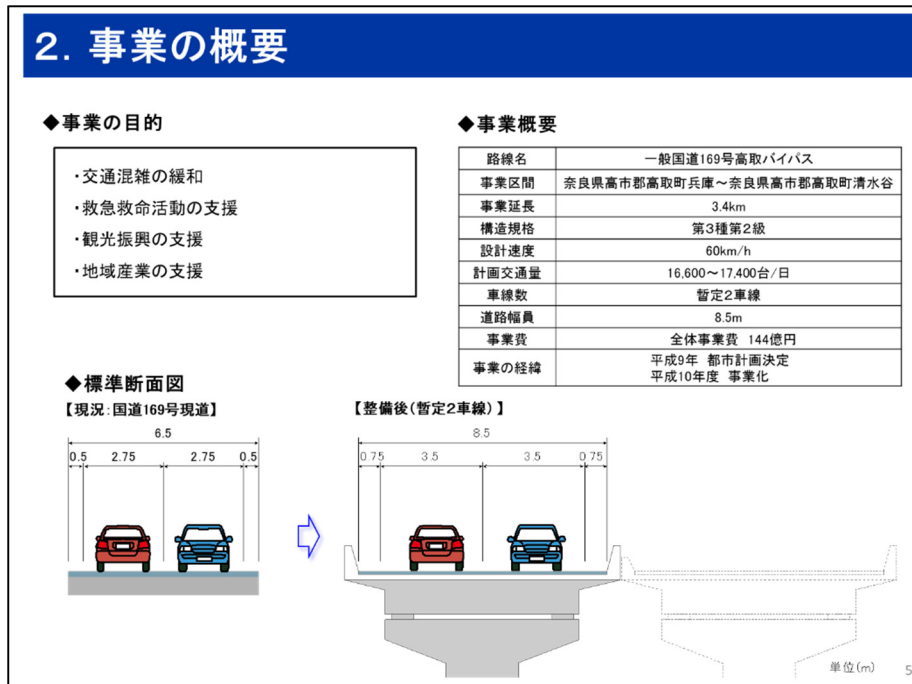 2. 事業の概要
◆事業の目的
・交通混雑の緩和
・救急救命活動の支援
・観光振興の支援
・地域産業の支援
◆事業概要
路線名 一般国道169号高取バイパス
事業区間 奈良県高市郡高取町兵庫～奈良県高市郡高取町清水谷
事業延長 3.4km
構造規格 第3種第2級
設計速度 60km/h
計画交通量 16,600～17,400台/日
車線数 暫定2車線
道路幅員 8.5m
事業費 全体事業費 144億円
事業の経緯 平成9年 都市計画決定
平成10年度 事業化
◆標準断面図
【現況:国道169号現道】
6.5
0.5 2.75 2.75 0.5
【整備後(暫定2車線)】
8.5
0.75 3.5 3.5 0.75
単位(m)
5